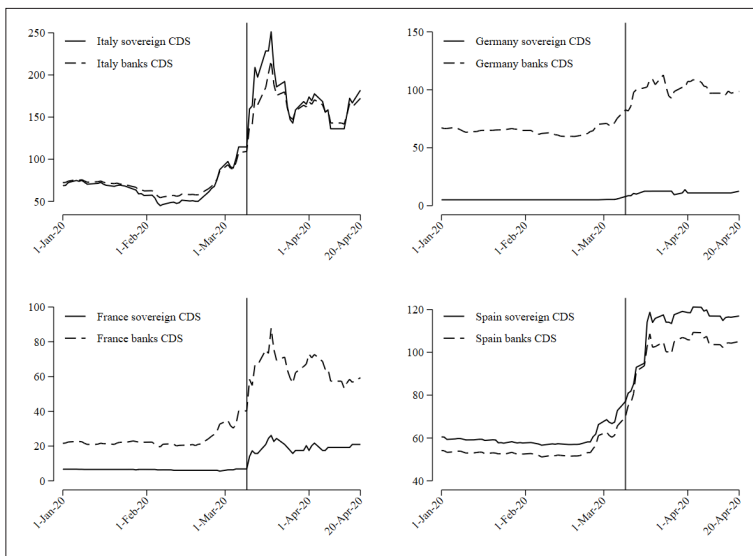 Italy sovereign CDS
Italy banks CDS
250
200
150
100
50
1-Jan-20
1-Feb-20
1-Mar-20
1-Apr-20
20-Apr-20
Germany sovereign CDS
Germany banks CDS
150
100
50
0
1-Jan-20
1-Feb-20
1-Mar-20
1-Apr-20
20-Apr-20
France sovereign CDS
France banks CDS
100
80
60
40
20
0
1-Jan-20
1-Feb-20
1-Mar-20
1-Apr-20
20-Apr-20
Spain sovereign CDS
Spain banks CDS
120
100
80
60
40
1-Jan-20
1-Feb-20
1-Mar-20
1-Apr-20
20-Apr-20